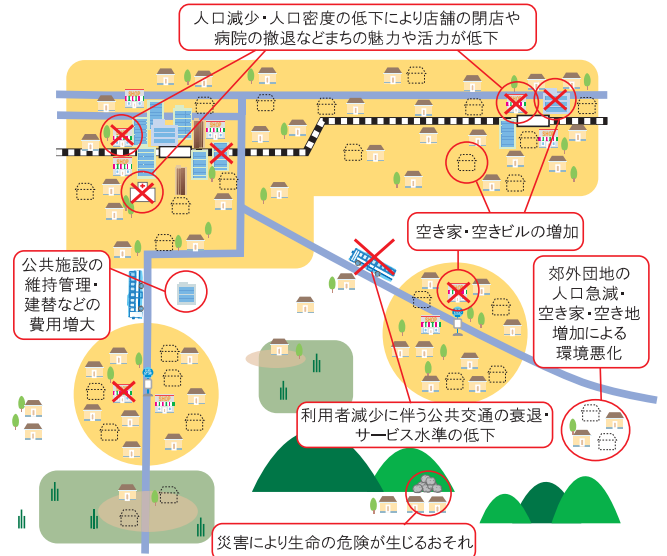 人口減少・人口密度の低下により店舗の閉店や
病院の撤退などまちの魅力や活力が低下
空き家・空きビルの増加
公共施設の
維持管理・
建替などの
費用増大
郊外団地の
人口急減・
空き家・空き地
増加による
環境悪化
利用者減少に伴う公共交通の衰退・
サービス水準の低下
災害により生命の危険が生じるおそれ